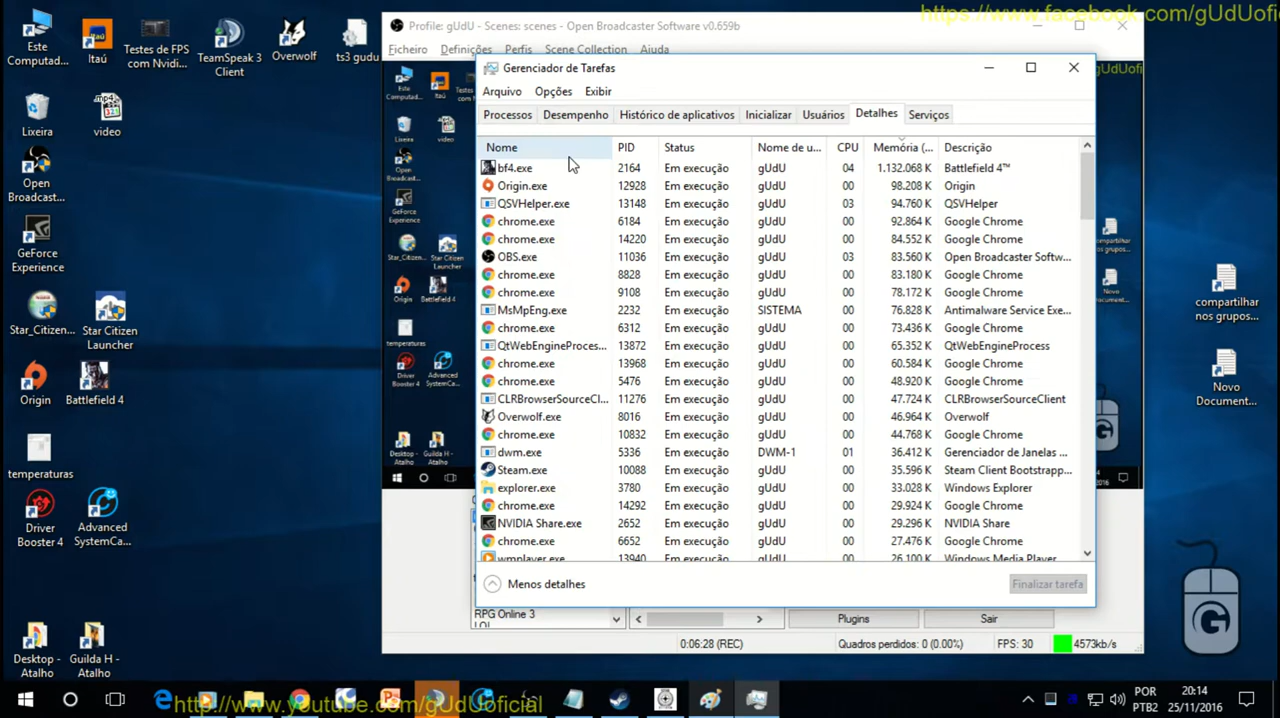 https://www.facebook.com/gUdUofi
Profile: gUdU - Scenes: scenes - Open Broadcaster Software v0.659b
Ficheiro Definições Perfis Scene Collection Ajuda
Este Computad...
Itaú
Testes de FPS com Nvidi...
TeamSpeak 3 Client
Overwolf
ts3 gudu
Lixeira
video
Open Broadcast...
GeForce Experience
Star_Citizen...
Star Citizen Launcher
Origin
Battlefield 4
temperaturas
Driver Booster 4
Advanced SystemCa...
Desktop - Atalho
Guilda H - Atalho
Gerenciador de Tarefas
Arquivo Opções Exibir
Processos Desempenho Histórico de aplicativos Inicializar Usuários Detalhes Serviços
Nome PID Status Nome de u... CPU Memória (... Descrição
bf4.exe 2164 Em execução gUdU 04 1.132.068 K Battlefield 4™
Origin.exe 12928 Em execução gUdU 00 98.208 K Origin
QSVHelper.exe 13148 Em execução gUdU 03 94.760 K QSVHelper
chrome.exe 6184 Em execução gUdU 00 92.864 K Google Chrome
chrome.exe 14220 Em execução gUdU 00 84.552 K Google Chrome
OBS.exe 11036 Em execução gUdU 03 83.560 K Open Broadcaster Softw...
chrome.exe 8828 Em execução gUdU 00 83.180 K Google Chrome
chrome.exe 9108 Em execução gUdU 00 78.172 K Google Chrome
MsMpEng.exe 2232 Em execução SISTEMA 00 76.828 K Antimalware Service Exe...
chrome.exe 6312 Em execução gUdU 00 73.436 K Google Chrome
QtWebEngineProces... 13872 Em execução gUdU 00 65.352 K QtWebEngineProcess
chrome.exe 13968 Em execução gUdU 00 60.584 K Google Chrome
chrome.exe 5476 Em execução gUdU 00 48.920 K Google Chrome
CLRBrowserSourceCl... 11276 Em execução gUdU 00 47.724 K CLRBrowserSourceClient
Overwolf.exe 8016 Em execução gUdU 00 46.964 K Overwolf
chrome.exe 10832 Em execução gUdU 00 44.768 K Google Chrome
dwm.exe 5336 Em execução DWM-1 01 36.412 K Gerenciador de Janelas ...
Steam.exe 10088 Em execução gUdU 00 35.596 K Steam Client Bootstrapp...
explorer.exe 3780 Em execução gUdU 00 33.028 K Windows Explorer
chrome.exe 14292 Em execução gUdU 00 29.924 K Google Chrome
NVIDIA Share.exe 2652 Em execução gUdU 00 29.296 K NVIDIA Share
chrome.exe 6652 Em execução gUdU 00 27.476 K Google Chrome
wmplayer.exe 13940 Em execução gUdU 00 26.100 K Windows Media Player
Menos detalhes
Finalizar tarefa
RPG Online 3
LOL
Plugins
Sair
0:06:28 (REC) Quadros perdidos: 0 (0.00%) FPS: 30 4573kb/s
compartilhar nos grupos...
Novo Document...
http://www.youtube.com/gUdUoficial
POR
PTB2
20:14
25/11/2016